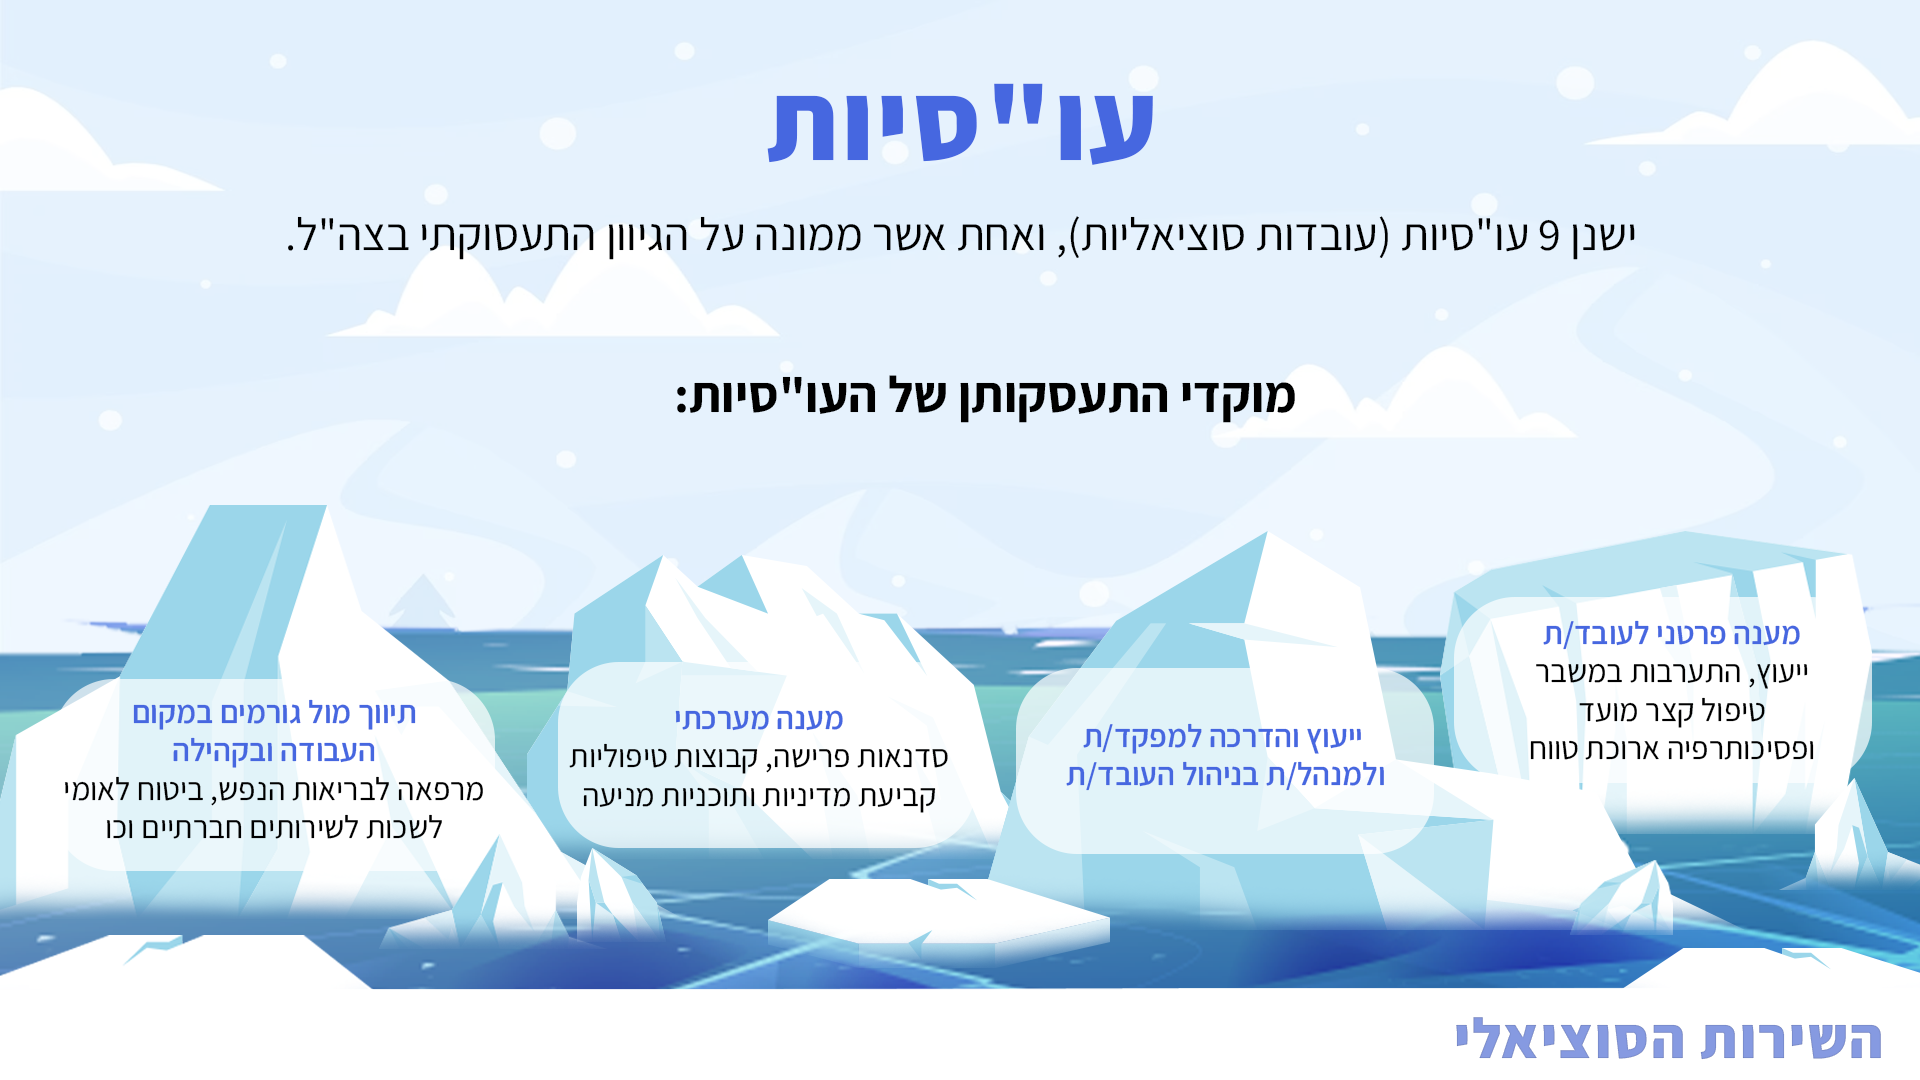 עו"סיות
ישנן 9 עו"סיות (עובדות סוציאליות), ואחת אשר ממונה על הגיוון התעסוקתי בצה"ל.
מוקדי התעסקותן של העו"סיות:
מענה פרטני לעובד/ת
ייעוץ, התערבות במשבר
טיפול קצר מועד
ופסיכותרפיה ארוכת טווח
ייעוץ והדרכה למפקד/ת
ולמנהל/ת בניהול העובד/ת
מענה מערכתי
סדנאות פרישה, קבוצות טיפוליות
קביעת מדיניות ותוכניות מניעה
תיווך מול גורמים במקום
העבודה ובקהילה
מרפאה לבריאות הנפש, ביטוח לאומי
לשכות לשירותים חברתיים וכו
השירות הסוציאלי